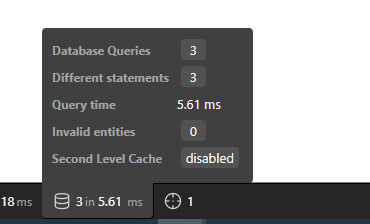 Database Queries 3
Different statements 3
Query time 5.61 ms
Invalid entities 0
Second Level Cache disabled
18 ms 3 in 5.61 ms 1